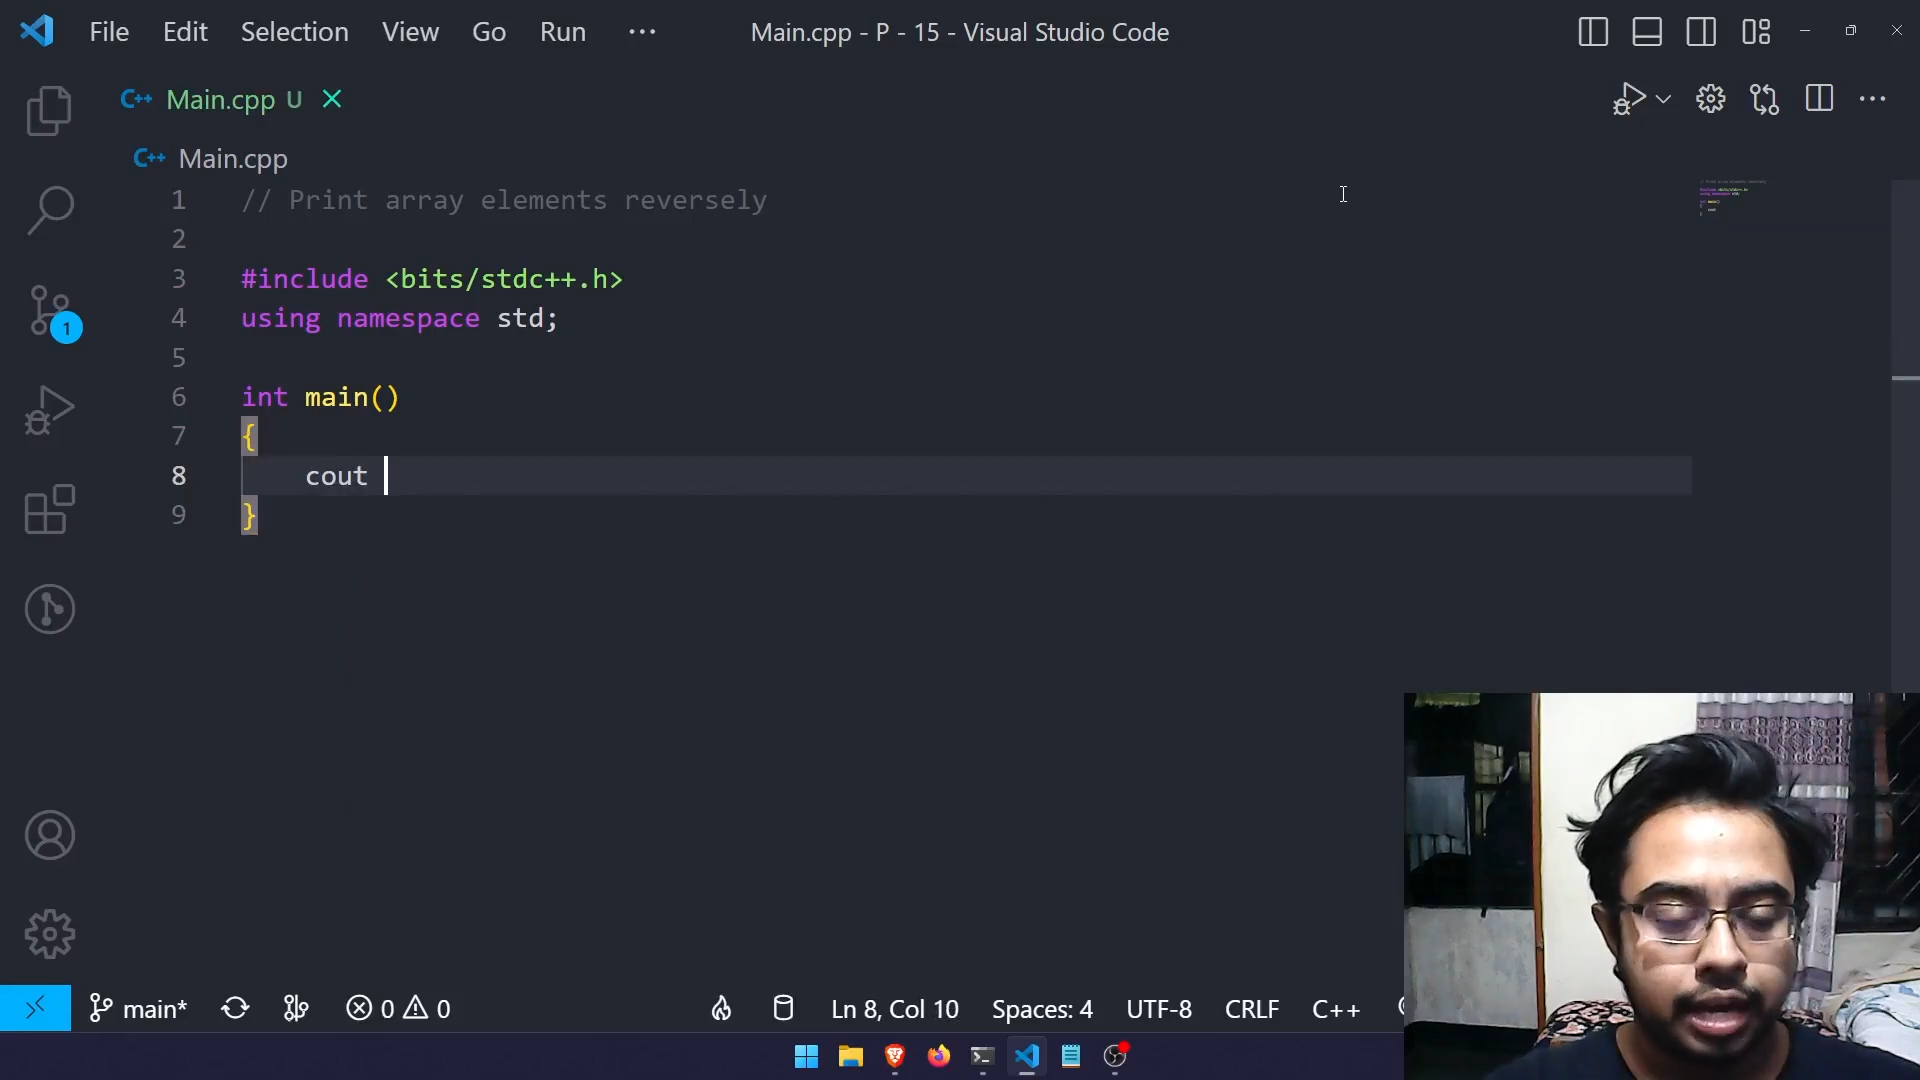 File Edit Selection View Go Run ··· Main.cpp - P - 15 - Visual Studio Code
C++ Main.cpp U
C++ Main.cpp
1 // Print array elements reversely
2
3 #include <bits/stdc++.h>
4 using namespace std;
5
6 int main()
7 {
8 cout
9 }
1
main* 0 0 Ln 8, Col 10 Spaces: 4 UTF-8 CRLF C++